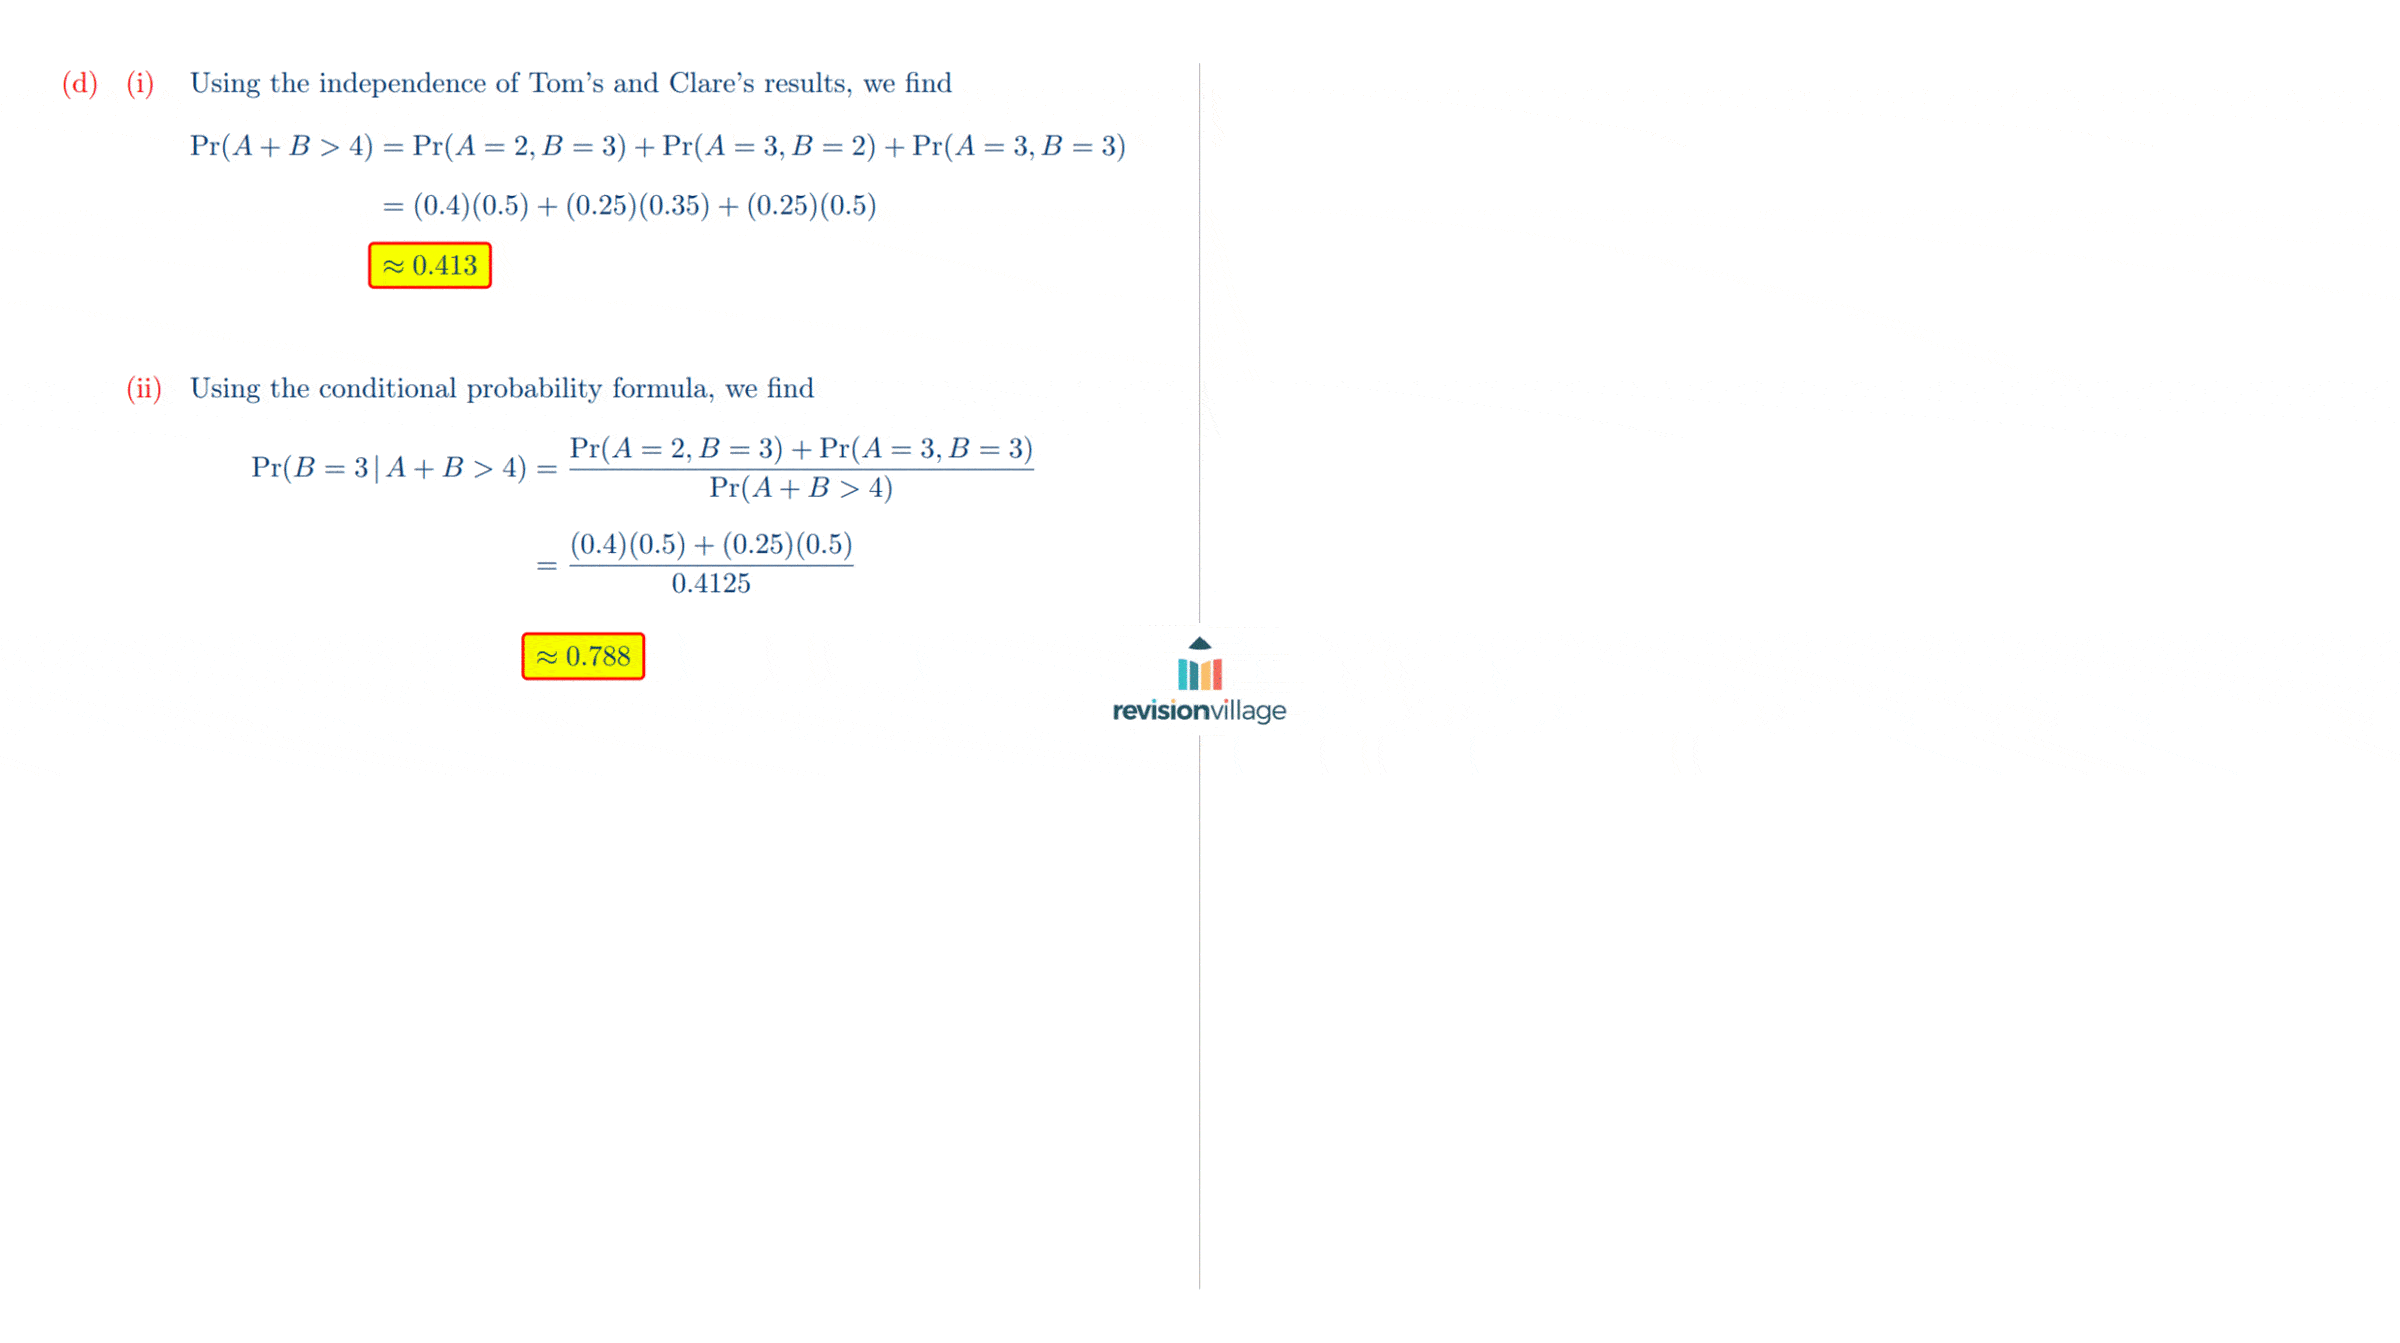 (d) (i) Using the independence of Tom's and Clare's results, we find
Pr(A + B > 4) = Pr(A = 2, B = 3) + Pr(A = 3, B = 2) + Pr(A = 3, B = 3)
= (0.4)(0.5) + (0.25)(0.35) + (0.25)(0.5)
≈ 0.413
(ii) Using the conditional probability formula, we find
Pr(B = 3 | A + B > 4) = \frac{Pr(A = 2, B = 3) + Pr(A = 3, B = 3)}{Pr(A + B > 4)}
= \frac{(0.4)(0.5) + (0.25)(0.5)}{0.4125}
≈ 0.788
revisionvillage